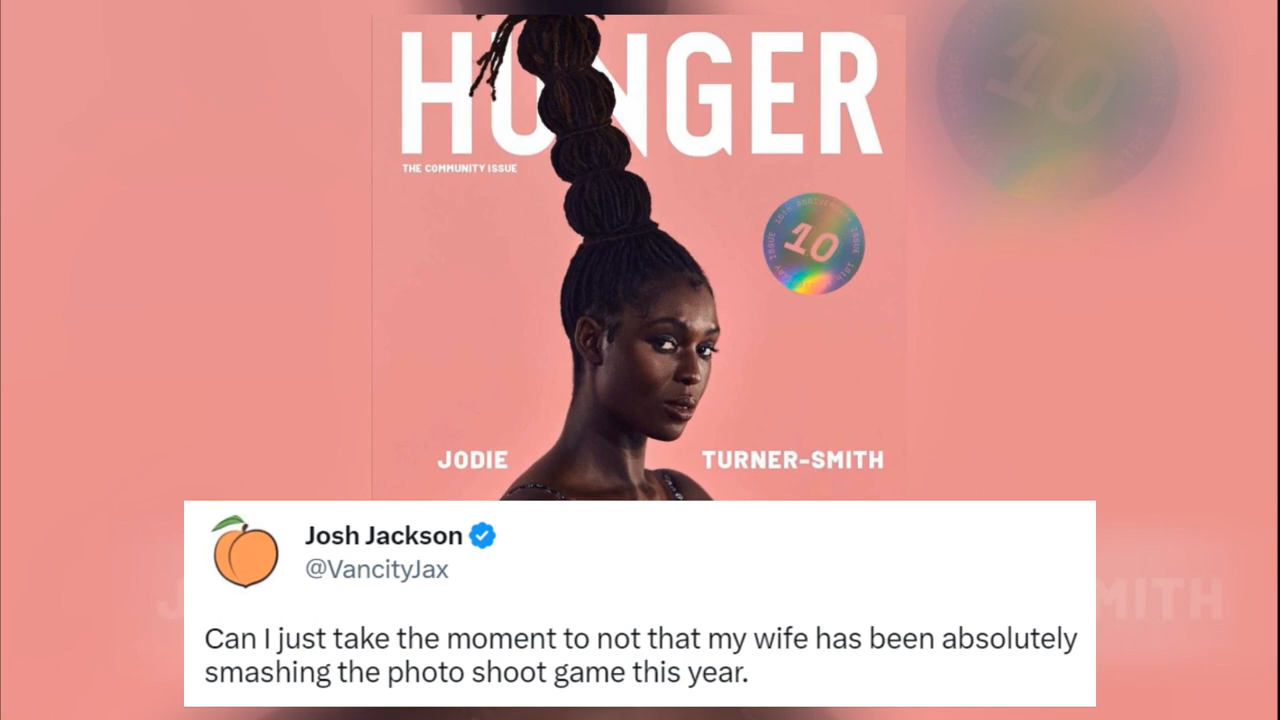 HUNGER
THE COMMUNITY ISSUE
10
JODIE TURNER-SMITH
Josh Jackson
@VancityJax
Can I just take the moment to not that my wife has been absolutely
smashing the photo shoot game this year.